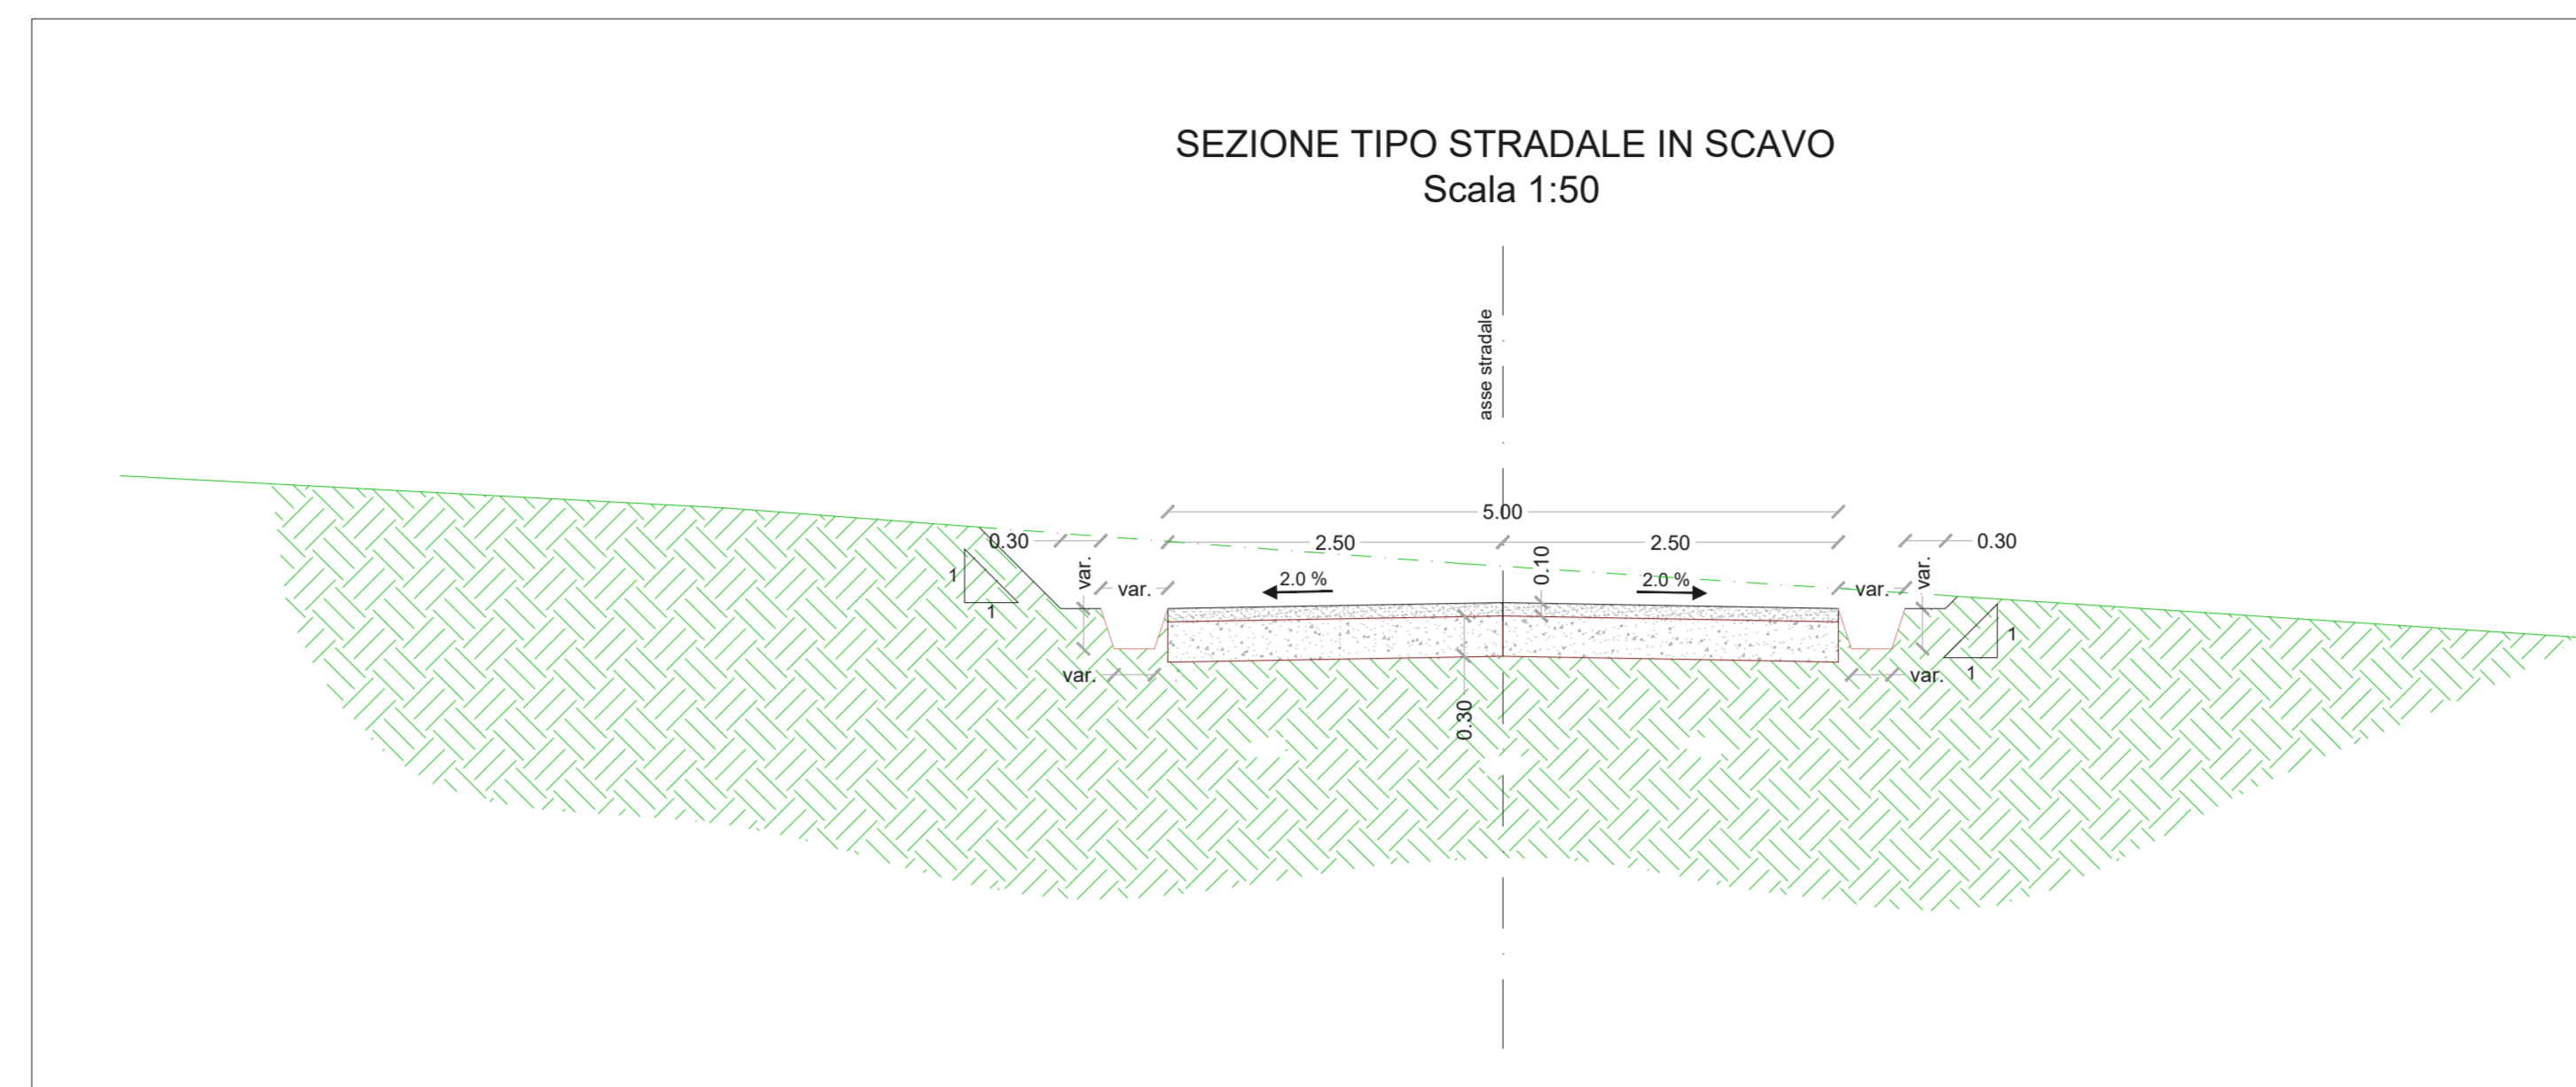 SEZIONE TIPO STRADALE IN SCAVO
Scala 1:50
asse stradale
5.00
0.30
2.50
2.50
0.30
var.
var.
2.0 %
0.10
2.0 %
var.
var.
1
1
1
1
var.
var.
0.30